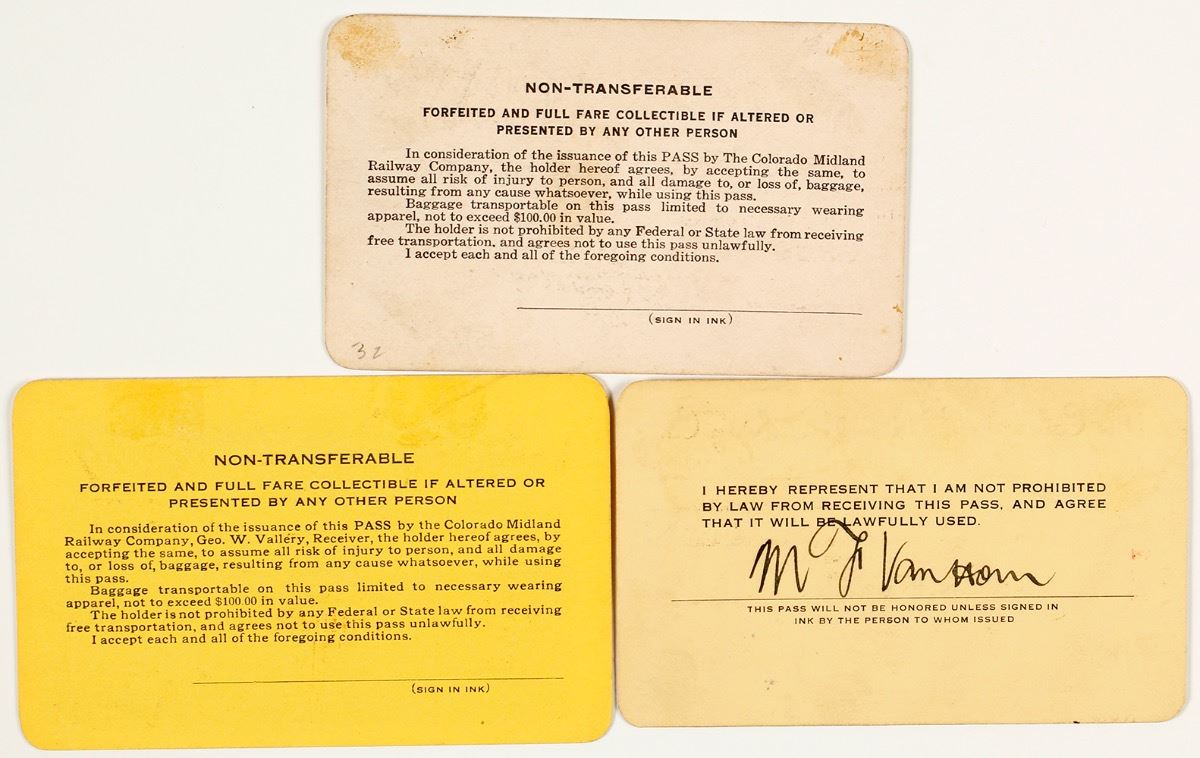 NON-TRANSFERABLE
FORFEITED AND FULL FARE COLLECTIBLE IF ALTERED OR
PRESENTED BY ANY OTHER PERSON
In consideration of the issuance of this PASS by The Colorado Midland
Railway Company, the holder hereof agrees, by accepting the same, to
assume all risk of injury to person, and all damage to, or loss of, baggage,
resulting from any cause whatsoever, while using this pass.
Baggage transportable on this pass limited to necessary wearing
apparel, not to exceed $100.00 in value.
The holder is not prohibited by any Federal or State law from receiving
free transportation. and agrees not to use this pass unlawfully.
I accept each and all of the foregoing conditions.
(SIGN IN INK)
32
NON-TRANSFERABLE
FORFEITED AND FULL FARE COLLECTIBLE IF ALTERED OR
PRESENTED BY ANY OTHER PERSON
In consideration of the issuance of this PASS by the Colorado Midland
Railway Company, Geo. W. Vallery, Receiver, the holder hereof agrees, by
accepting the same, to assume all risk of injury to person, and all damage
to, or loss of, baggage, resulting from any cause whatsoever, while using
this pass.
Baggage transportable on this pass limited to necessary wearing
apparel, not to exceed $100.00 in value.
The holder is not prohibited by any Federal or State law from receiving
free transportation, and agrees not to use this pass unlawfully.
I accept each and all of the foregoing conditions.
(SIGN IN INK)
I HEREBY REPRESENT THAT I AM NOT PROHIBITED
BY LAW FROM RECEIVING THIS PASS, AND AGREE
THAT IT WILL BE LAWFULLY USED.
M F Van Horn
THIS PASS WILL NOT BE HONORED UNLESS SIGNED IN
INK BY THE PERSON TO WHOM ISSUED